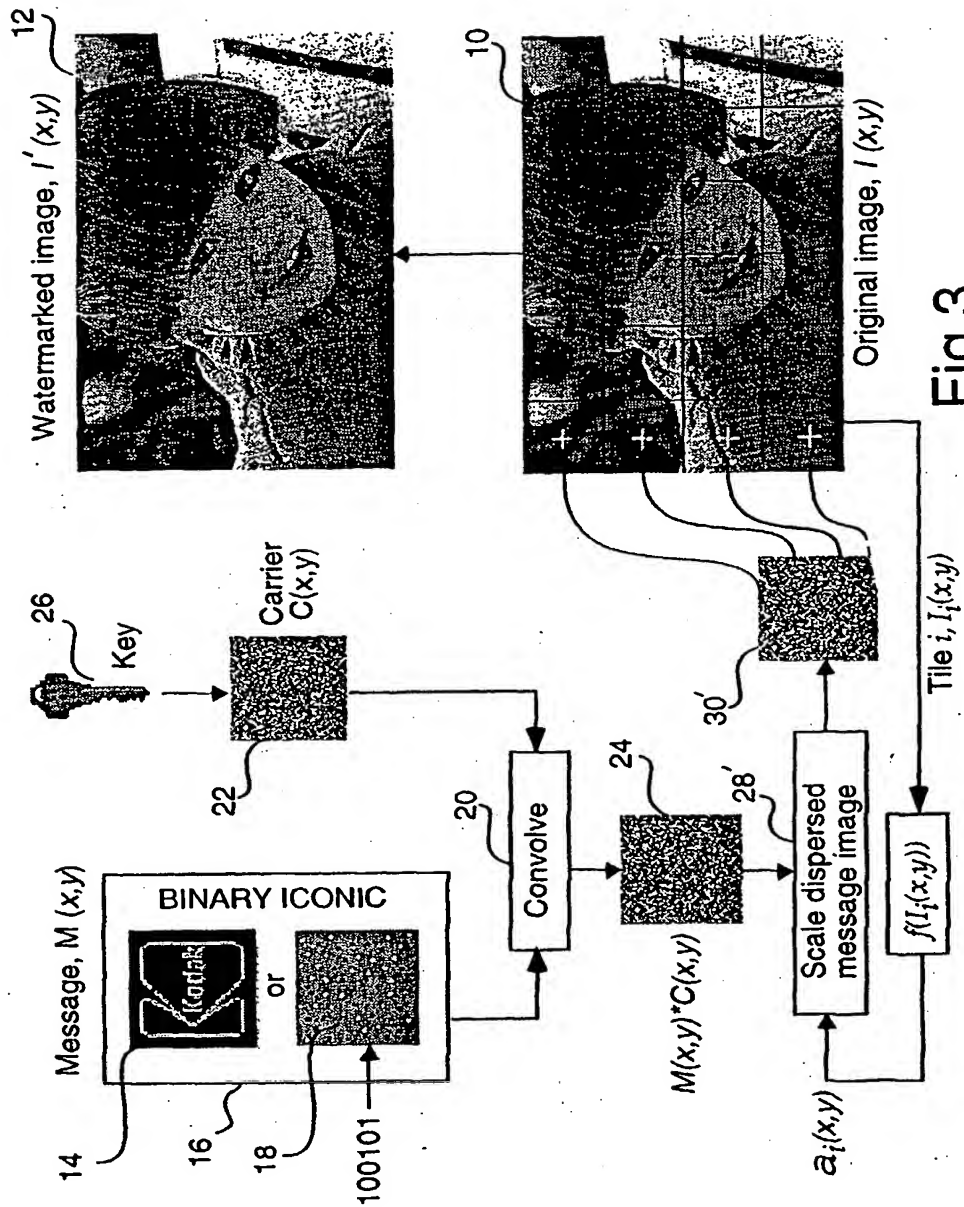 Message, M (x,y)
BINARY ICONIC
14
Kodak
or
16
18
100101
26
Key
22
Carrier
C(x,y)
20
Convolve
24
M(x,y)*C(x,y)
28'
Scale dispersed
message image
f(I_i(x,y))
a_i(x,y)
30'
Tile i, I_i(x,y)
Watermarked image, I'(x,y)
12
10
Original image, I (x,y)
Fig.3